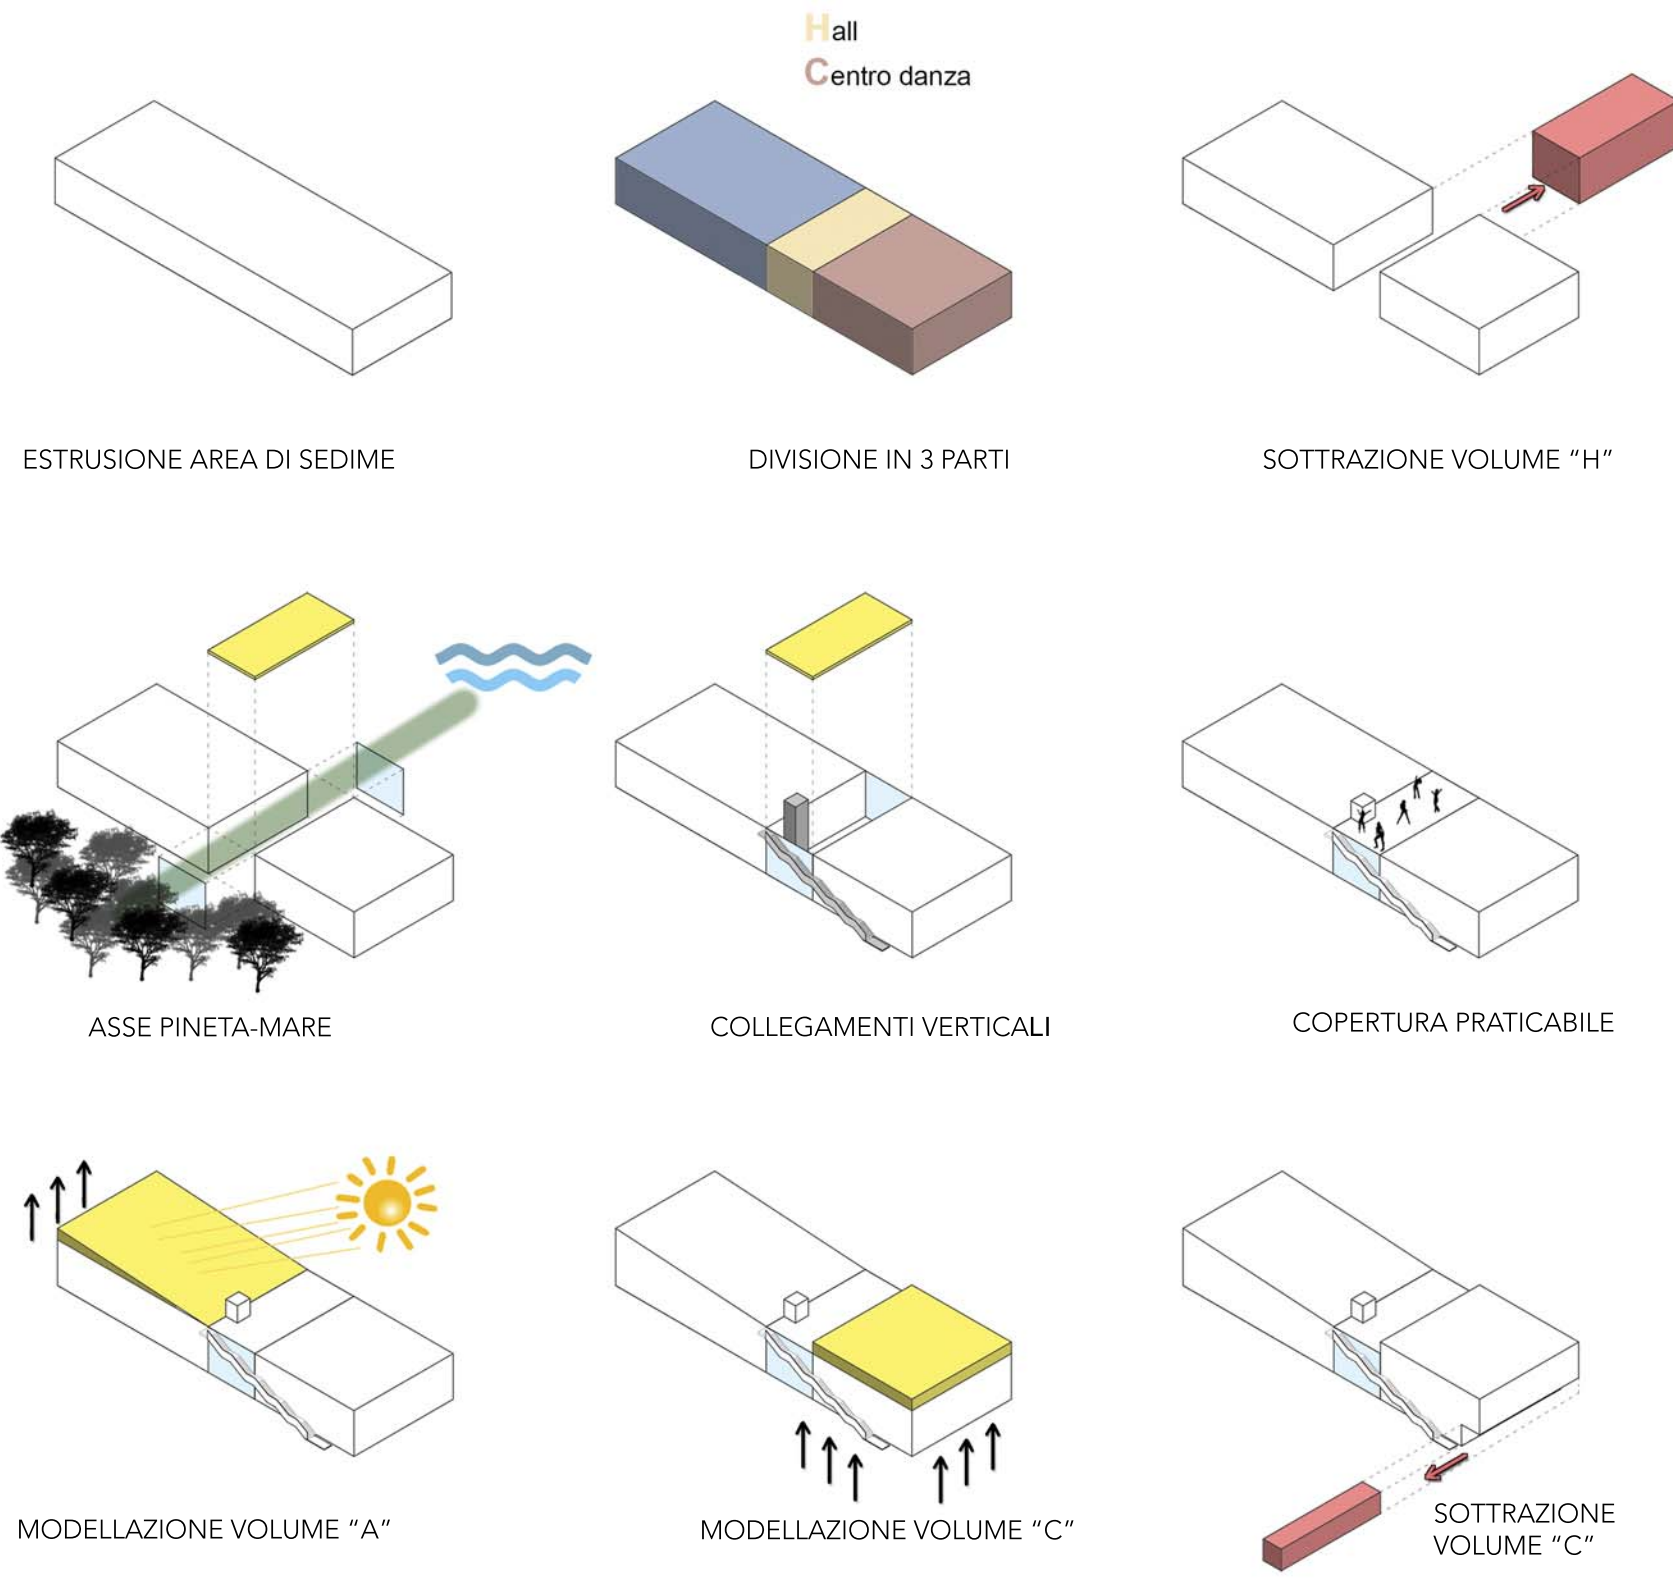 Hall
Centro danza
ESTRUSIONE AREA DI SEDIME
DIVISIONE IN 3 PARTI
SOTTRAZIONE VOLUME “H”
ASSE PINETA-MARE
COLLEGAMENTI VERTICALI
COPERTURA PRATICABILE
MODELLAZIONE VOLUME “A”
MODELLAZIONE VOLUME “C”
SOTTRAZIONE
VOLUME “C”